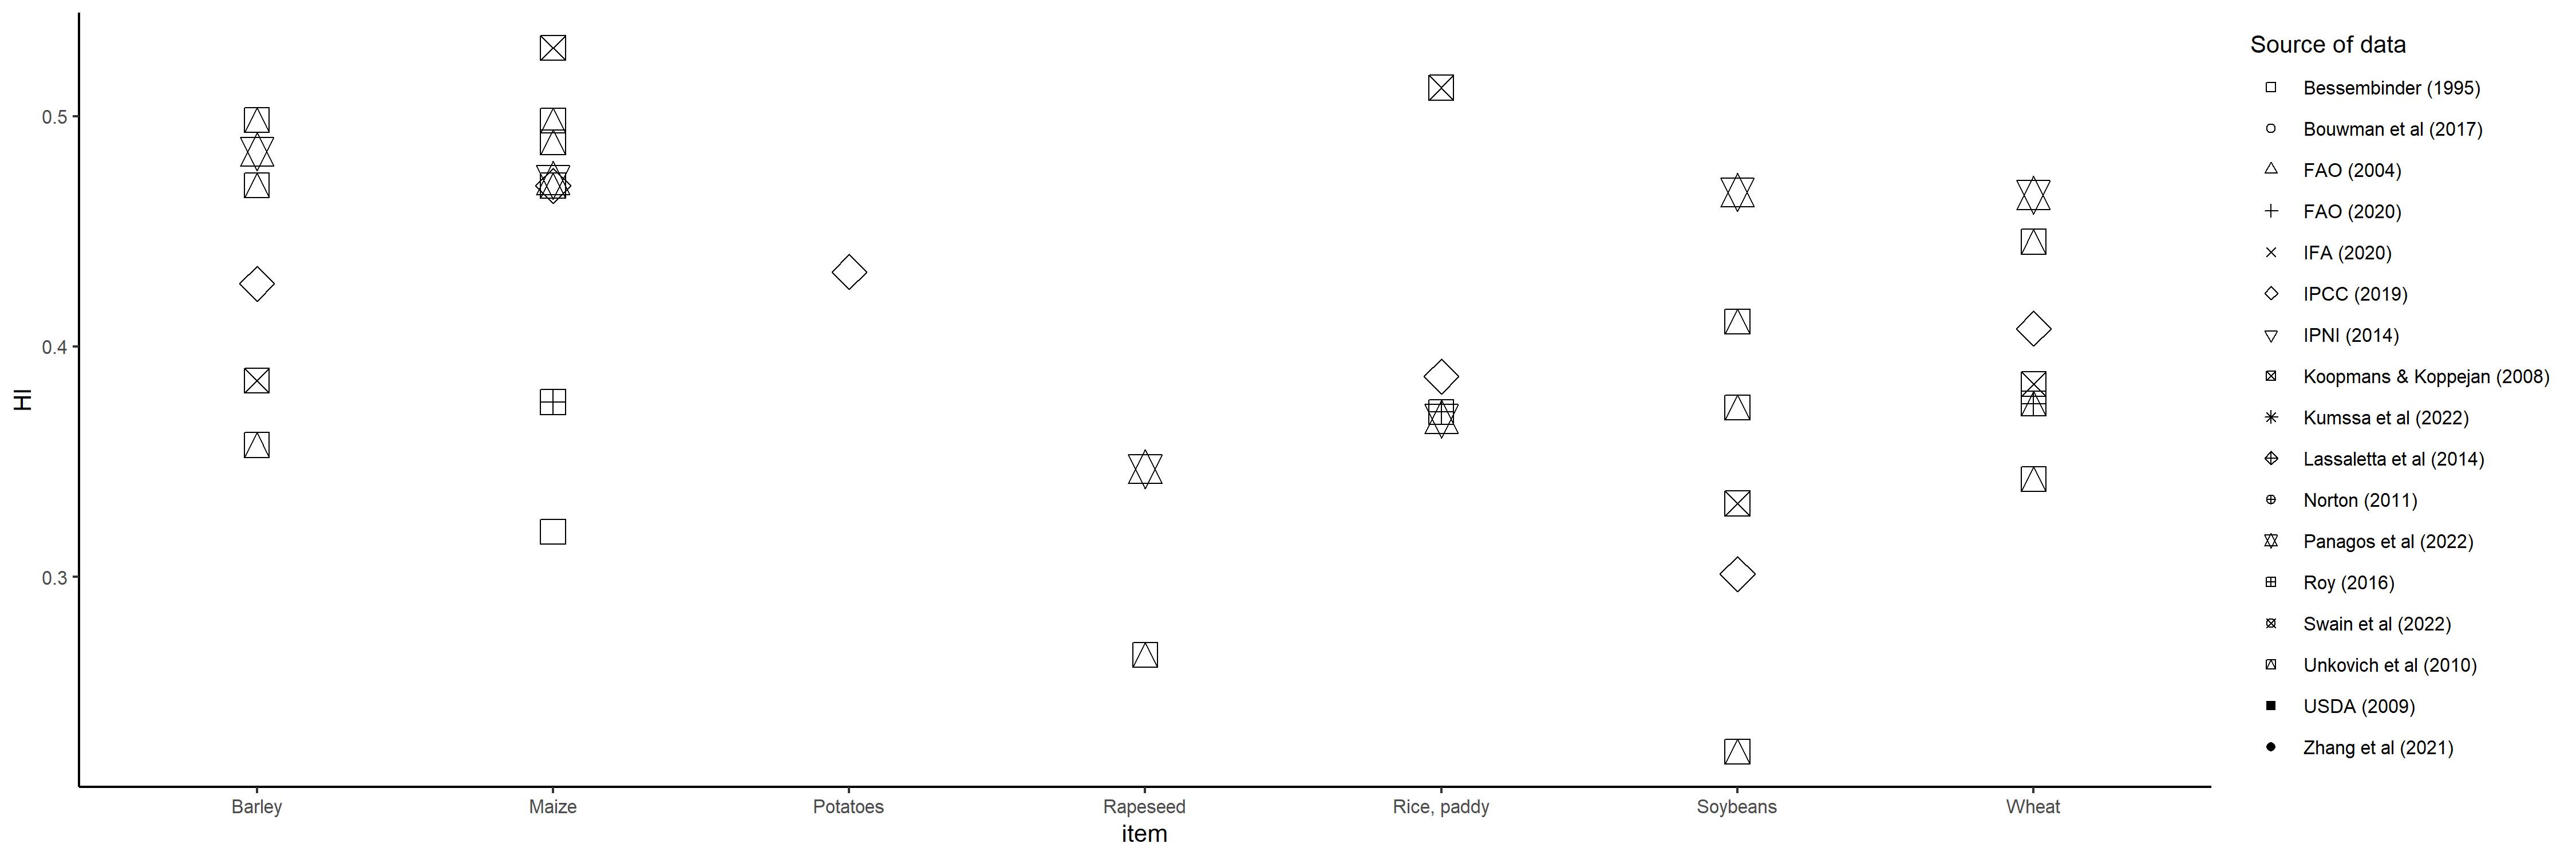 HI
0.5
0.4
0.3
Barley
Maize
Potatoes
Rapeseed
Rice, paddy
Soybeans
Wheat
item
Source of data
Bessembinder (1995)
Bouwman et al (2017)
FAO (2004)
FAO (2020)
IFA (2020)
IPCC (2019)
IPNI (2014)
Koopmans & Koppejan (2008)
Kumssa et al (2022)
Lassaletta et al (2014)
Norton (2011)
Panagos et al (2022)
Roy (2016)
Swain et al (2022)
Unkovich et al (2010)
USDA (2009)
Zhang et al (2021)